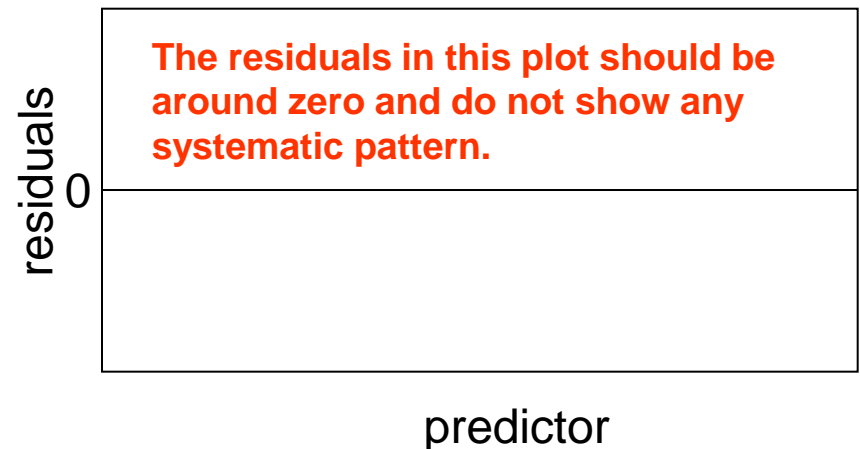 The residuals in this plot should be
around zero and do not show any
systematic pattern.
residuals
0
predictor